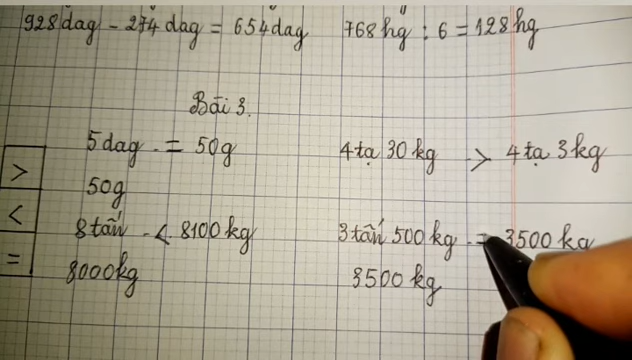 928 dag - 274 dag = 654 dag 768 hg : 6 = 128 hg
Bài 3.
5 dag = 50g 4 tạ 30 kg > 4 tạ 3 kg
>
50g
<
8 tấn < 8100 kg 3 tấn 500 kg = 3500 kg
=
8000 kg 3500 kg